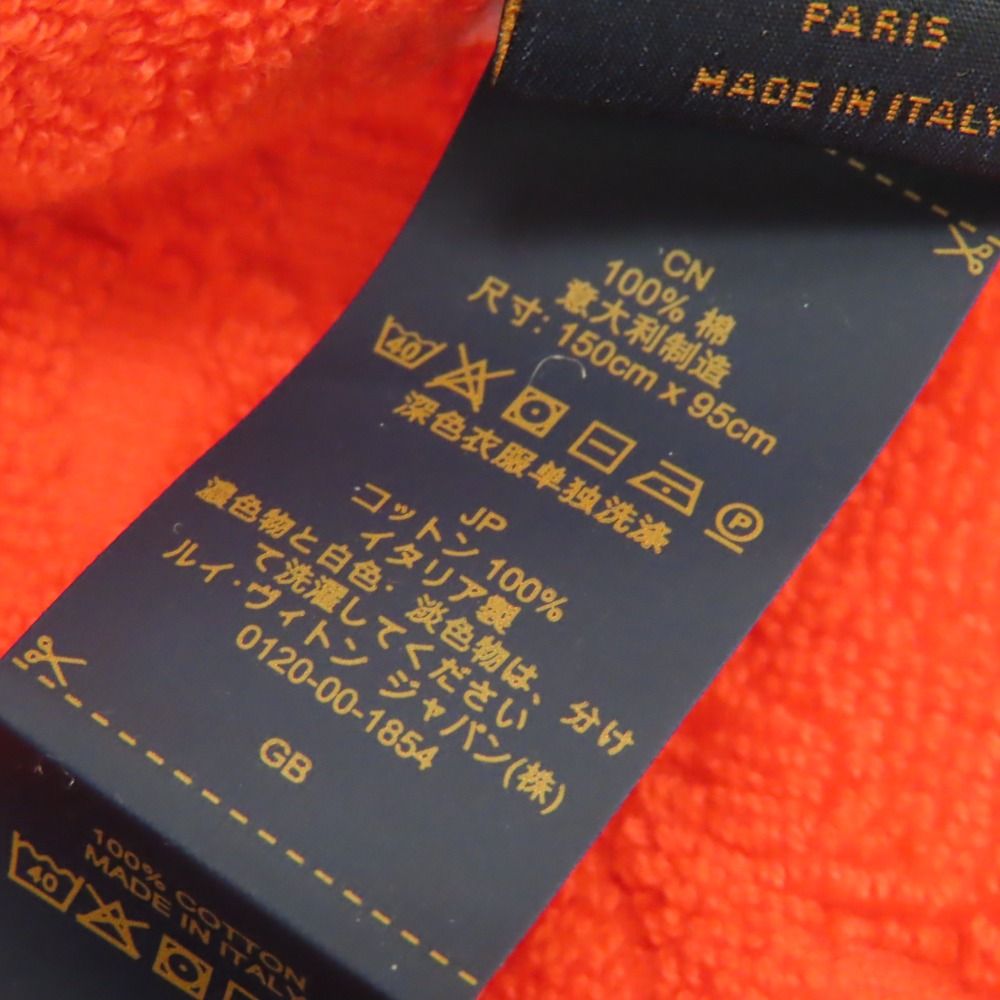 PARIS
MADE IN ITALY
CN
100% 棉
意大利制造
尺寸: 150cm x 95cm
40
P
深色衣服单独洗涤
JP
コットン 100%
イタリア製
濃色物と白色・淡色物は、分け
て洗濯してください
ルイ・ヴィトン ジャパン(株)
0120-00-1854
GB
100% COTTON
MADE IN ITALY
40